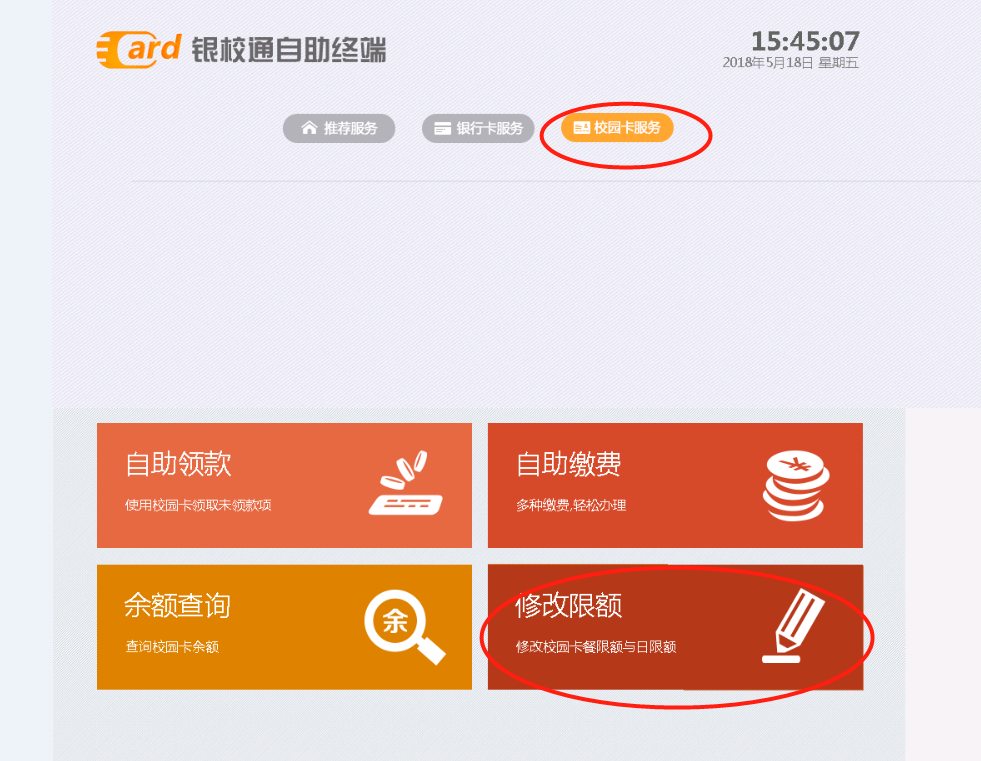 Card 银校通自助终端
15:45:07
2018年5月18日 星期五
推荐服务
银行卡服务
校园卡服务
自助领款
使用校园卡领取未领款项
自助缴费
多种缴费,轻松办理
余额查询
查询校园卡余额
余
修改限额
修改校园卡餐限额与日限额